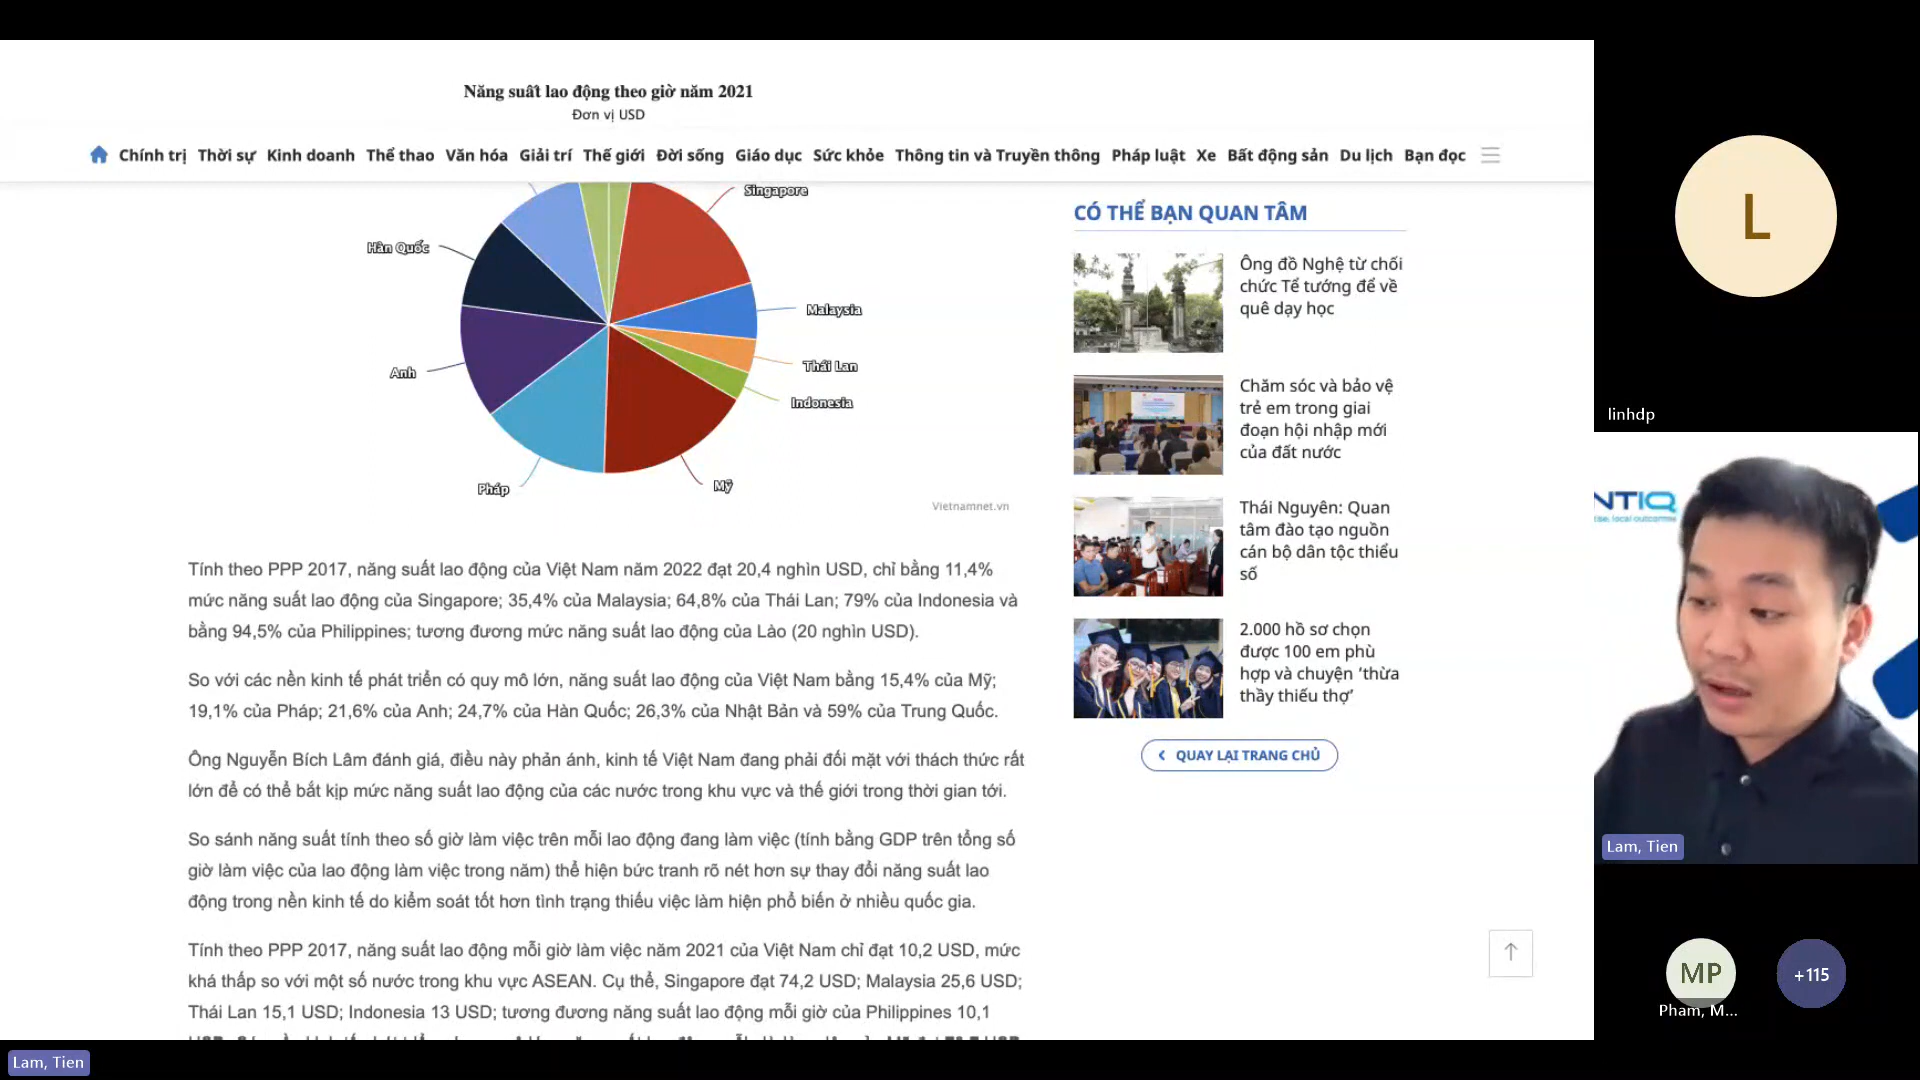 Năng suất lao động theo giờ năm 2021
Đơn vị USD
Chính trị Thời sự Kinh doanh Thể thao Văn hóa Giải trí Thế giới Đời sống Giáo dục Sức khỏe Thông tin và Truyền thông Pháp luật Xe Bất động sản Du lịch Bạn đọc
Singapore
Hàn Quốc
Malaysia
Thái Lan
Anh
Indonesia
Pháp
Mỹ
Vietnamnet.vn
Tính theo PPP 2017, năng suất lao động của Việt Nam năm 2022 đạt 20,4 nghìn USD, chỉ bằng 11,4%
mức năng suất lao động của Singapore; 35,4% của Malaysia; 64,8% của Thái Lan; 79% của Indonesia và
bằng 94,5% của Philippines; tương đương mức năng suất lao động của Lào (20 nghìn USD).
So với các nền kinh tế phát triển có quy mô lớn, năng suất lao động của Việt Nam bằng 15,4% của Mỹ;
19,1% của Pháp; 21,6% của Anh; 24,7% của Hàn Quốc; 26,3% của Nhật Bản và 59% của Trung Quốc.
Ông Nguyễn Bích Lâm đánh giá, điều này phản ánh, kinh tế Việt Nam đang phải đối mặt với thách thức rất
lớn để có thể bắt kịp mức năng suất lao động của các nước trong khu vực và thế giới trong thời gian tới.
So sánh năng suất tính theo số giờ làm việc trên mỗi lao động đang làm việc (tính bằng GDP trên tổng số
giờ làm việc của lao động làm việc trong năm) thể hiện bức tranh rõ nét hơn sự thay đổi năng suất lao
động trong nền kinh tế do kiểm soát tốt hơn tình trạng thiếu việc làm hiện phổ biến ở nhiều quốc gia.
Tính theo PPP 2017, năng suất lao động mỗi giờ làm việc năm 2021 của Việt Nam chỉ đạt 10,2 USD, mức
khá thấp so với một số nước trong khu vực ASEAN. Cụ thể, Singapore đạt 74,2 USD; Malaysia 25,6 USD;
Thái Lan 15,1 USD; Indonesia 13 USD; tương đương năng suất lao động mỗi giờ của Philippines 10,1
CÓ THỂ BẠN QUAN TÂM
Ông đồ Nghệ từ chối
chức Tể tướng để về
quê dạy học
Chăm sóc và bảo vệ
trẻ em trong giai
đoạn hội nhập mới
của đất nước
Thái Nguyên: Quan
tâm đào tạo nguồn
cán bộ dân tộc thiểu
số
2.000 hồ sơ chọn
được 100 em phù
hợp và chuyện ‘thừa
thầy thiếu thợ’
QUAY LẠI TRANG CHỦ
L
linhdp
NTIQ
Lam, Tien
MP
+115
Pham, M...
Lam, Tien